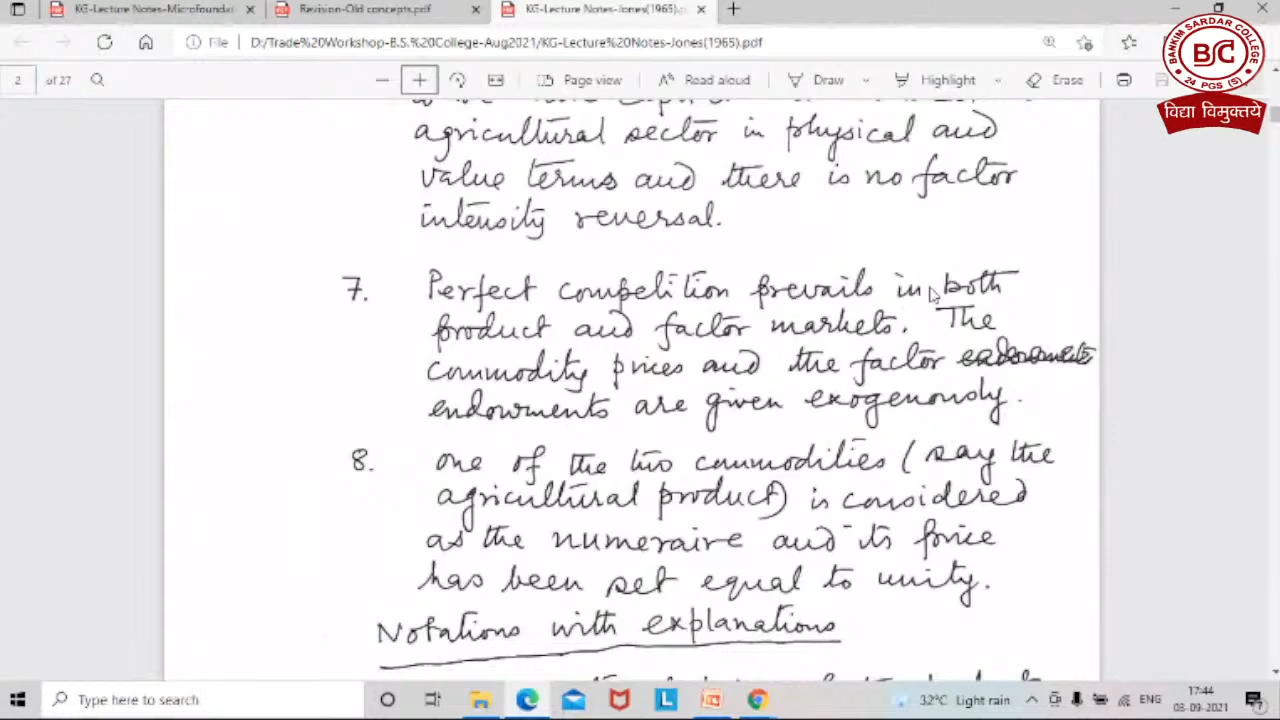 KG-Lecture Notes-Microfoundat
Revision-Old concepts.pdf
KG-Lecture Notes-Jones(1965).pdf
File D:/Trade%20Workshop-B.S.%20College-Aug2021/KG-Lecture%20Notes-Jones(1965).pdf
2 of 27
Page view
Read aloud
Draw
Highlight
Erase
BANKIM SARDAR COLLEGE
BSC
24 PGS (S)
विद्या विमुक्तये
agricultural sector in physical and
value terms and there is no factor
intensity reversal.
7. Perfect competition prevails in both
product and factor markets. The
commodity prices and the factor
endowments are given exogenously.
8. One of the two commodities (say the
agricultural product) is considered
as the numeraire and its price
has been set equal to unity.
Notations with explanations
Type here to search
32°C Light rain
ENG
17:44
03-09-2021